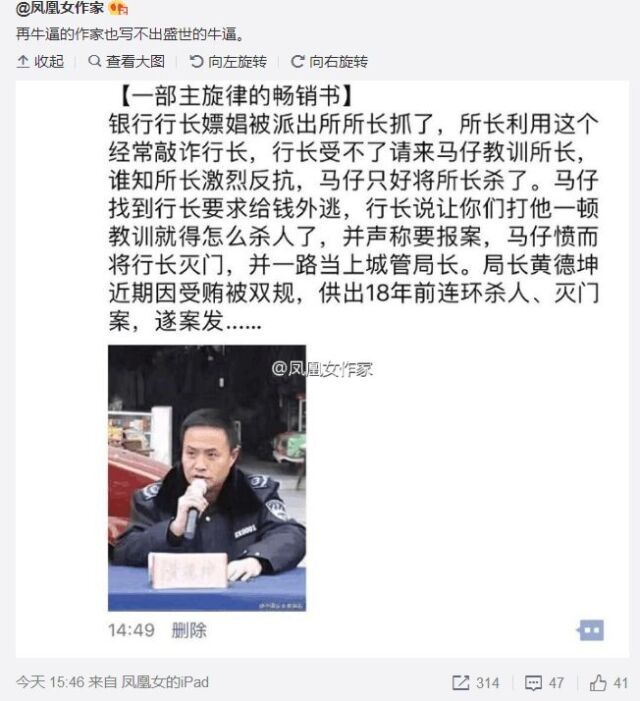 @凤凰女作家
再牛逼的作家也写不出盛世的牛逼。
收起 查看大图 向左旋转 向右旋转
【一部主旋律的畅销书】
银行行长嫖娼被派出所所长抓了，所长利用这个
经常敲诈行长，行长受不了请来马仔教训所长，
谁知所长激烈反抗，马仔只好将所长杀了。马仔
找到行长要求给钱外逃，行长说让你们打他一顿
教训就得怎么杀人了，并声称要报案，马仔愤而
将行长灭门，并一路当上城管局长。局长黄德坤
近期因受贿被双规，供出18年前连环杀人、灭门
案，遂案发......
@凤凰女作家
黄德坤
14:49 删除
今天 15:46 来自 凤凰女的iPad
314 47 41